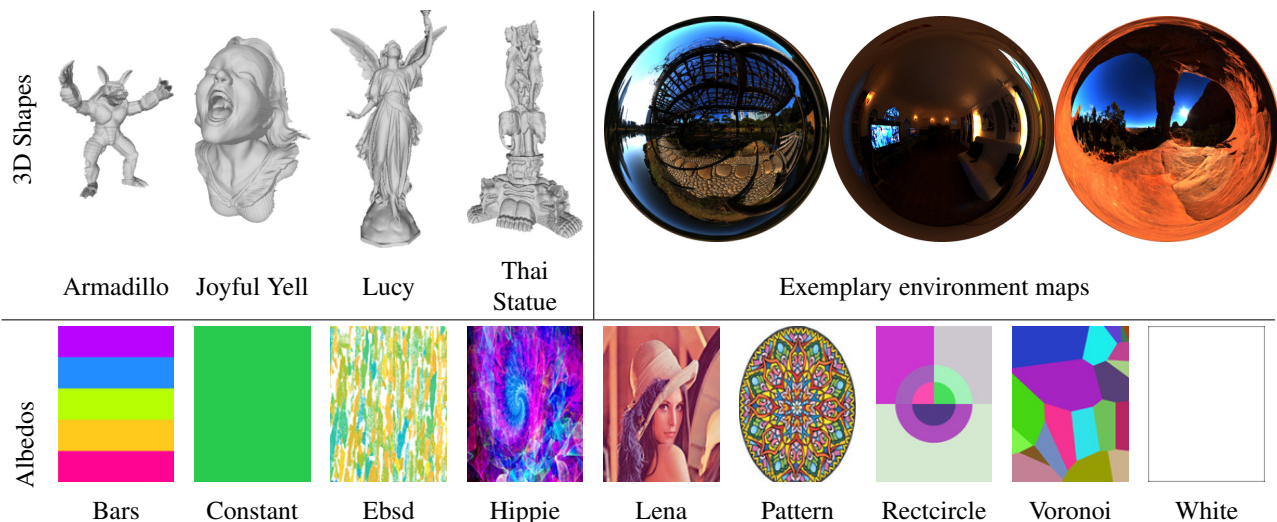 3D Shapes
Armadillo
Joyful Yell
Lucy
Thai
Statue
Exemplary environment maps
Albedos
Bars
Constant
Ebsd
Hippie
Lena
Pattern
Rectcircle
Voronoi
White